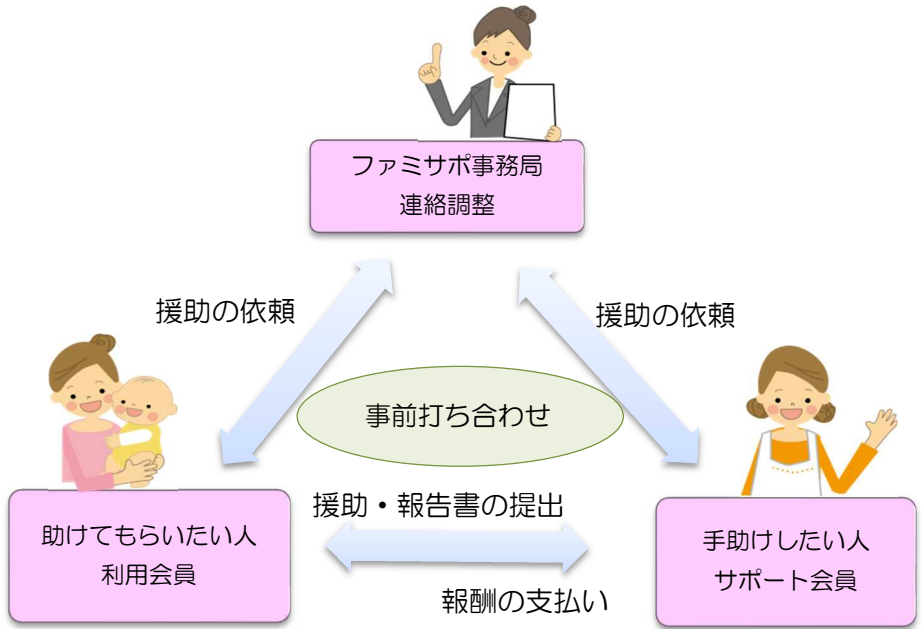 ファミサポ事務局
連絡調整
援助の依頼
援助の依頼
事前打ち合わせ
援助・報告書の提出
助けてもらいたい人
利用会員
手助けしたい人
サポート会員
報酬の支払い